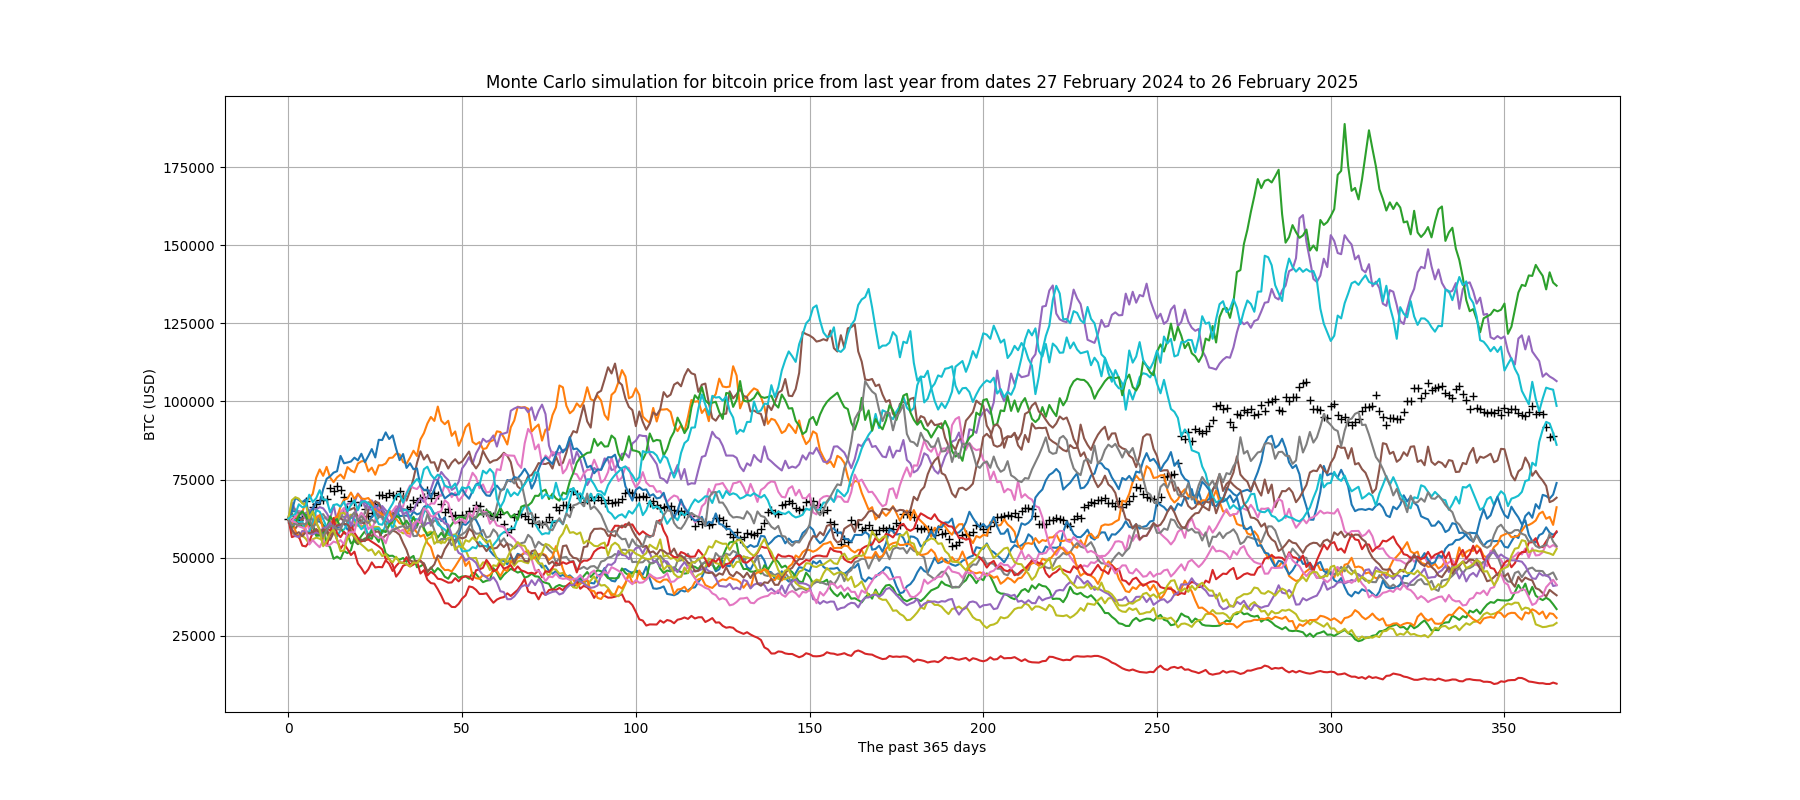 Monte Carlo simulation for bitcoin price from last year from dates 27 February 2024 to 26 February 2025
175000
150000
125000
100000
75000
50000
25000
BTC (USD)
0 50 100 150 200 250 300 350
The past 365 days